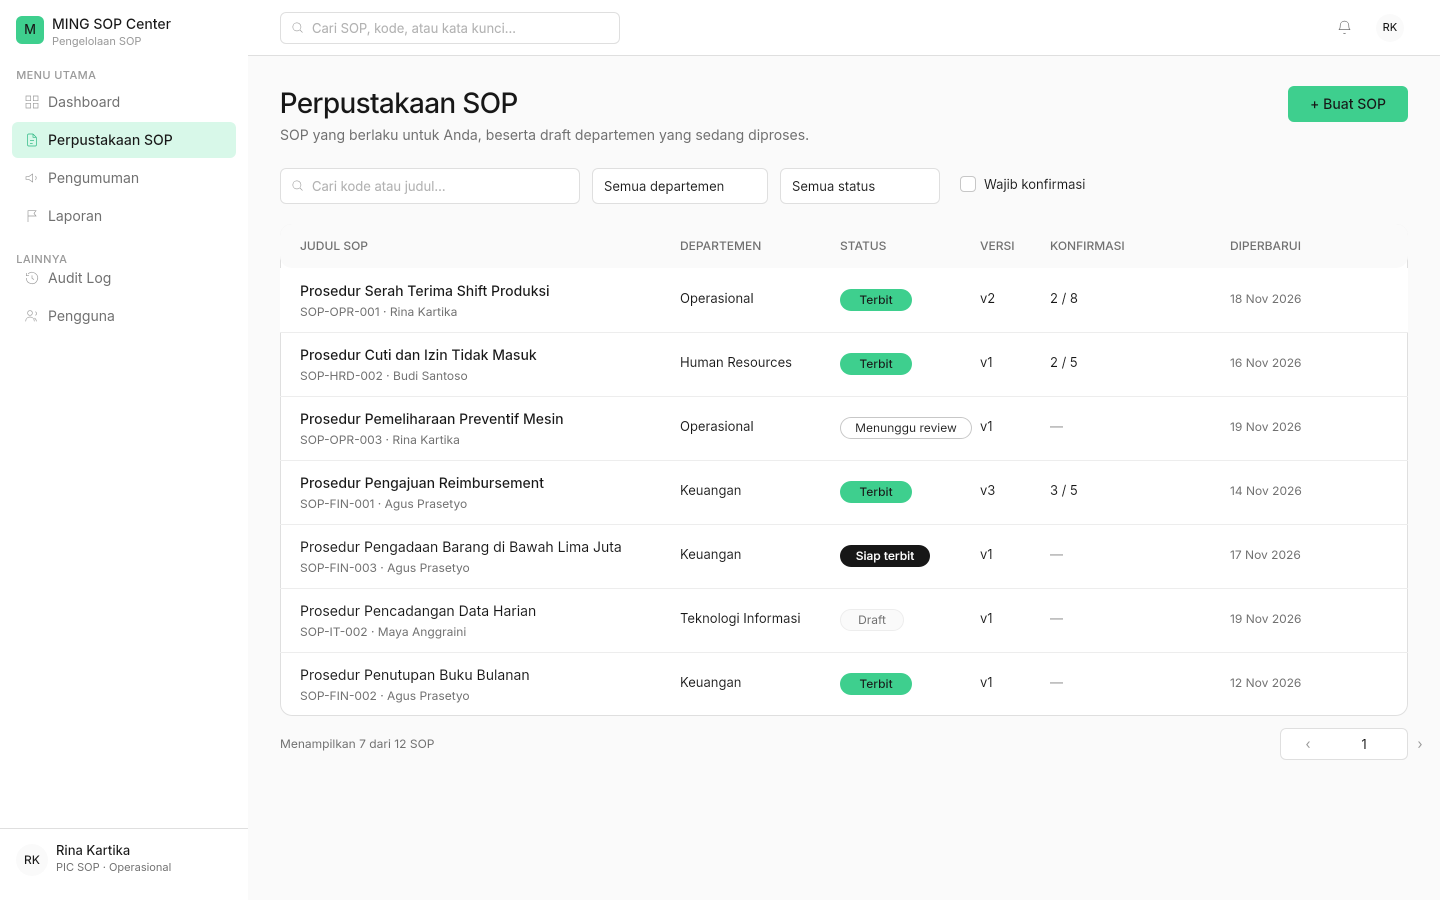 M
MING SOP Center
Pengelolaan SOP
MENU UTAMA
Dashboard
Perpustakaan SOP
Pengumuman
Laporan
LAINNYA
Audit Log
Pengguna
RK
Rina Kartika
PIC SOP · Operasional
Cari SOP, kode, atau kata kunci...
RK
Perpustakaan SOP
+ Buat SOP
SOP yang berlaku untuk Anda, beserta draft departemen yang sedang diproses.
Cari kode atau judul...
Semua departemen
Semua status
Wajib konfirmasi
JUDUL SOP DEPARTEMEN STATUS VERSI KONFIRMASI DIPERBARUI
Prosedur Serah Terima Shift Produksi
SOP-OPR-001 · Rina Kartika
Operasional Terbit v2 2 / 8 18 Nov 2026
Prosedur Cuti dan Izin Tidak Masuk
SOP-HRD-002 · Budi Santoso
Human Resources Terbit v1 2 / 5 16 Nov 2026
Prosedur Pemeliharaan Preventif Mesin
SOP-OPR-003 · Rina Kartika
Operasional Menunggu review v1 — 19 Nov 2026
Prosedur Pengajuan Reimbursement
SOP-FIN-001 · Agus Prasetyo
Keuangan Terbit v3 3 / 5 14 Nov 2026
Prosedur Pengadaan Barang di Bawah Lima Juta
SOP-FIN-003 · Agus Prasetyo
Keuangan Siap terbit v1 — 17 Nov 2026
Prosedur Pencadangan Data Harian
SOP-IT-002 · Maya Anggraini
Teknologi Informasi Draft v1 — 19 Nov 2026
Prosedur Penutupan Buku Bulanan
SOP-FIN-002 · Agus Prasetyo
Keuangan Terbit v1 — 12 Nov 2026
Menampilkan 7 dari 12 SOP
‹ 1 ›